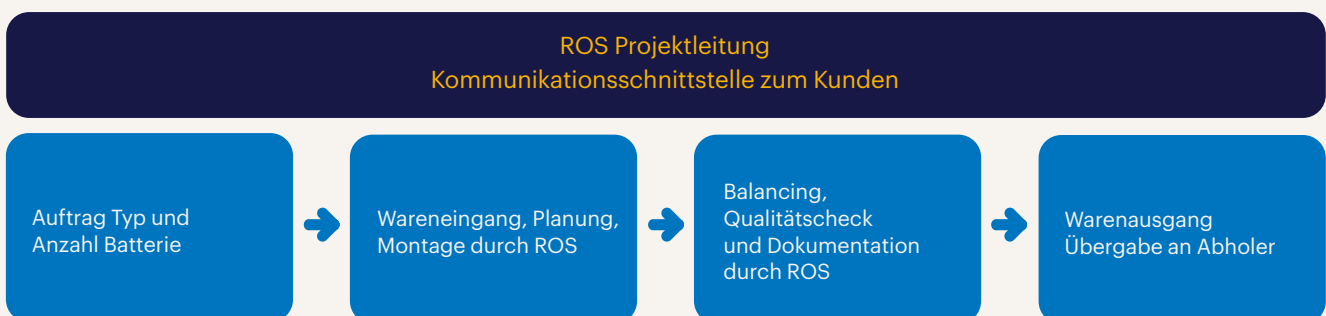 ROS Projektleitung
Kommunikationsschnittstelle zum Kunden
Auftrag Typ und
Anzahl Batterie
Wareneingang, Planung,
Montage durch ROS
Balancing,
Qualitätscheck
und Dokumentation
durch ROS
Warenausgang
Übergabe an Abholer